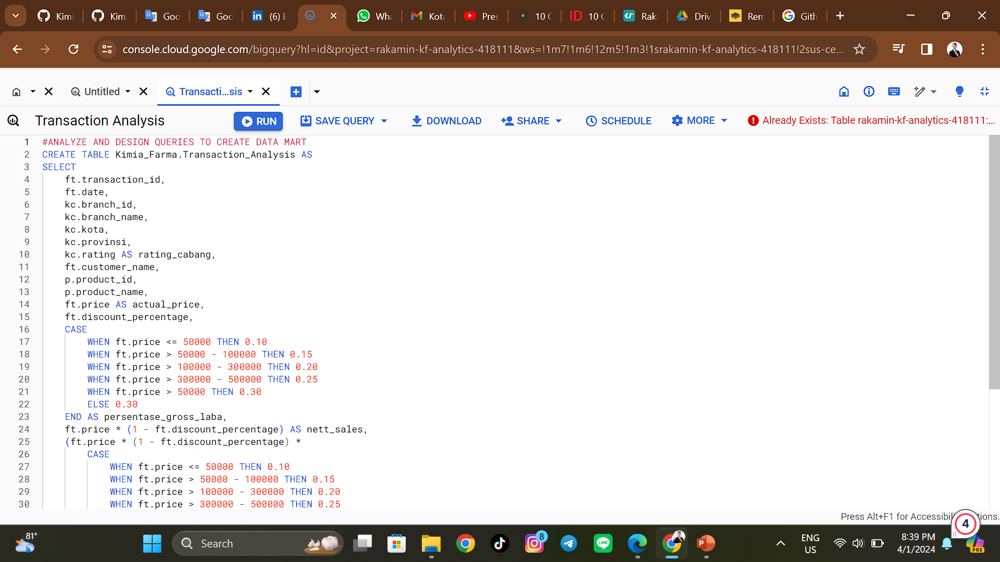 Kimi
Kimi
Goo
Goo
(6) E
Wha
Kota
Pres
10 C
10 C
Raka
Driv
Rem
Gith
console.cloud.google.com/bigquery?hl=id&project=rakamin-kf-analytics-418111&ws=!1m7!1m6!12m5!1m3!1srakamin-kf-analytics-418111!2sus-ce...
Untitled
Transacti...sis
Transaction Analysis
RUN
SAVE QUERY
DOWNLOAD
SHARE
SCHEDULE
MORE
Already Exists: Table rakamin-kf-analytics-418111:...
1 #ANALYZE AND DESIGN QUERIES TO CREATE DATA MART
2 CREATE TABLE Kimia_Farma.Transaction_Analysis AS
3 SELECT
4 ft.transaction_id,
5 ft.date,
6 kc.branch_id,
7 kc.branch_name,
8 kc.kota,
9 kc.provinsi,
10 kc.rating AS rating_cabang,
11 ft.customer_name,
12 p.product_id,
13 p.product_name,
14 ft.price AS actual_price,
15 ft.discount_percentage,
16 CASE
17 WHEN ft.price <= 50000 THEN 0.10
18 WHEN ft.price > 50000 - 100000 THEN 0.15
19 WHEN ft.price > 100000 - 300000 THEN 0.20
20 WHEN ft.price > 300000 - 500000 THEN 0.25
21 WHEN ft.price > 50000 THEN 0.30
22 ELSE 0.30
23 END AS persentase_gross_laba,
24 ft.price * (1 - ft.discount_percentage) AS nett_sales,
25 (ft.price * (1 - ft.discount_percentage) *
26 CASE
27 WHEN ft.price <= 50000 THEN 0.10
28 WHEN ft.price > 50000 - 100000 THEN 0.15
29 WHEN ft.price > 100000 - 300000 THEN 0.20
30 WHEN ft.price > 300000 - 500000 THEN 0.25
Press Alt+F1 for Accessibili
tions.
4
81°
Search
8
LINE
P
ENG
US
8:39 PM
4/1/2024
PRE